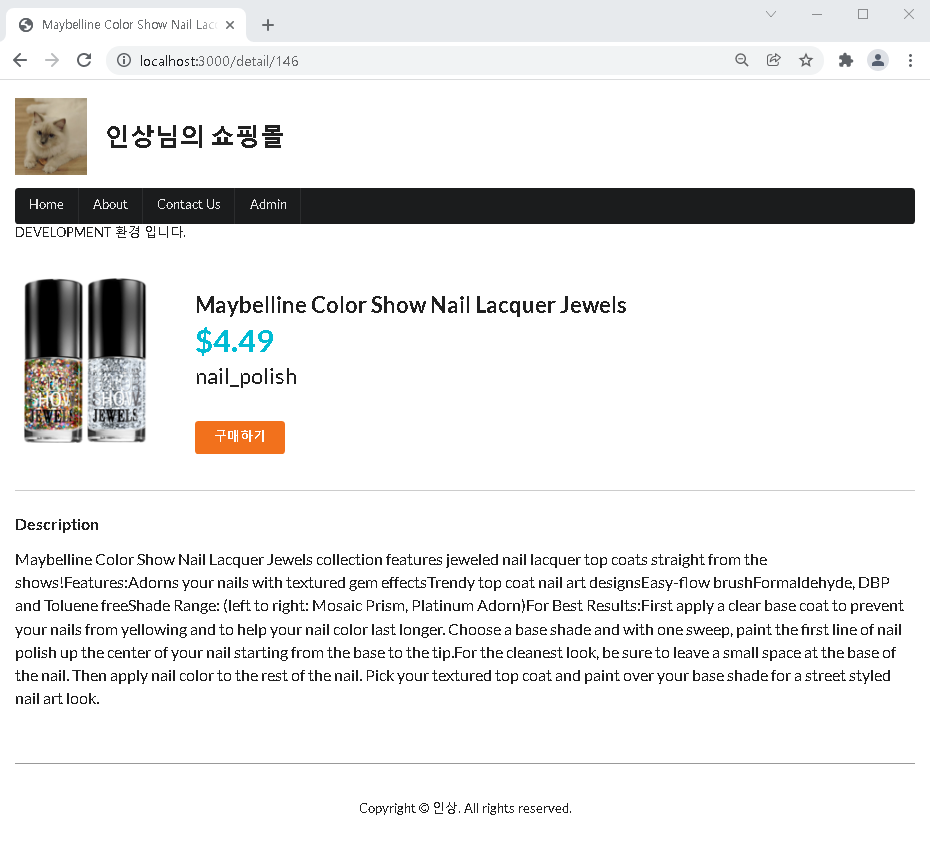 Maybelline Color Show Nail Lac
localhost:3000/detail/146
인상님의 쇼핑몰
Home About Contact Us Admin
DEVELOPMENT 환경 입니다.
SHOW SHOW
JEWELS JEWELS
Maybelline Color Show Nail Lacquer Jewels
$4.49
nail_polish
구매하기
Description
Maybelline Color Show Nail Lacquer Jewels collection features jeweled nail lacquer top coats straight from the
shows!Features:Adorns your nails with textured gem effectsTrendy top coat nail art designsEasy-flow brushFormaldehyde, DBP
and Toluene freeShade Range: (left to right: Mosaic Prism, Platinum Adorn)For Best Results:First apply a clear base coat to prevent
your nails from yellowing and to help your nail color last longer. Choose a base shade and with one sweep, paint the first line of nail
polish up the center of your nail starting from the base to the tip.For the cleanest look, be sure to leave a small space at the base of
the nail. Then apply nail color to the rest of the nail. Pick your textured top coat and paint over your base shade for a street styled
nail art look.
Copyright © 인상. All rights reserved.